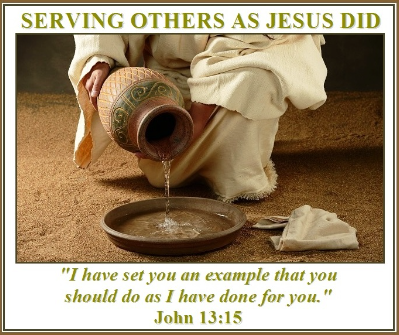 SERVING OTHERS AS JESUS DID
"I have set you an example that you
should do as I have done for you."
John 13:15